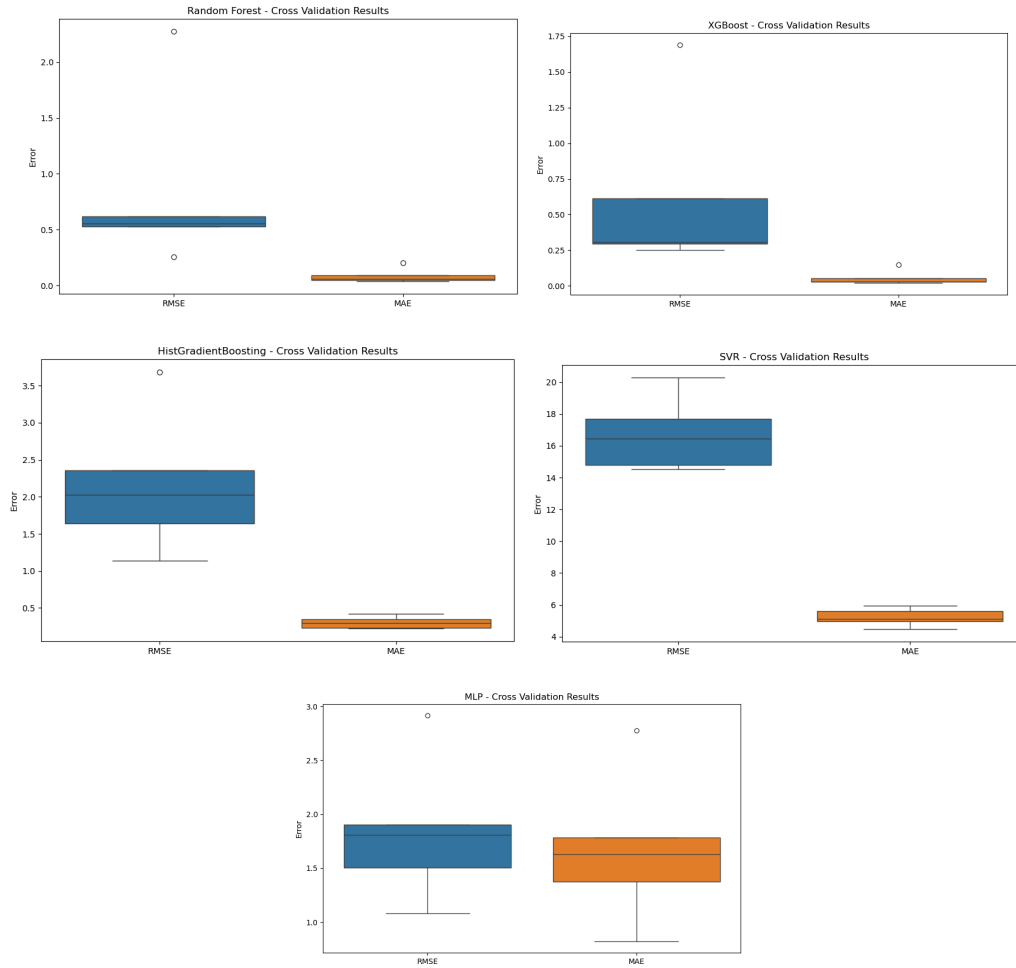 Random Forest - Cross Validation Results
Error
2.0
1.5
1.0
0.5
0.0
RMSE
MAE
XGBoost - Cross Validation Results
Error
1.75
1.50
1.25
1.00
0.75
0.50
0.25
0.00
RMSE
MAE
HistGradientBoosting - Cross Validation Results
Error
3.5
3.0
2.5
2.0
1.5
1.0
0.5
RMSE
MAE
SVR - Cross Validation Results
Error
20
18
16
14
12
10
8
6
4
RMSE
MAE
MLP - Cross Validation Results
Error
3.0
2.5
2.0
1.5
1.0
RMSE
MAE